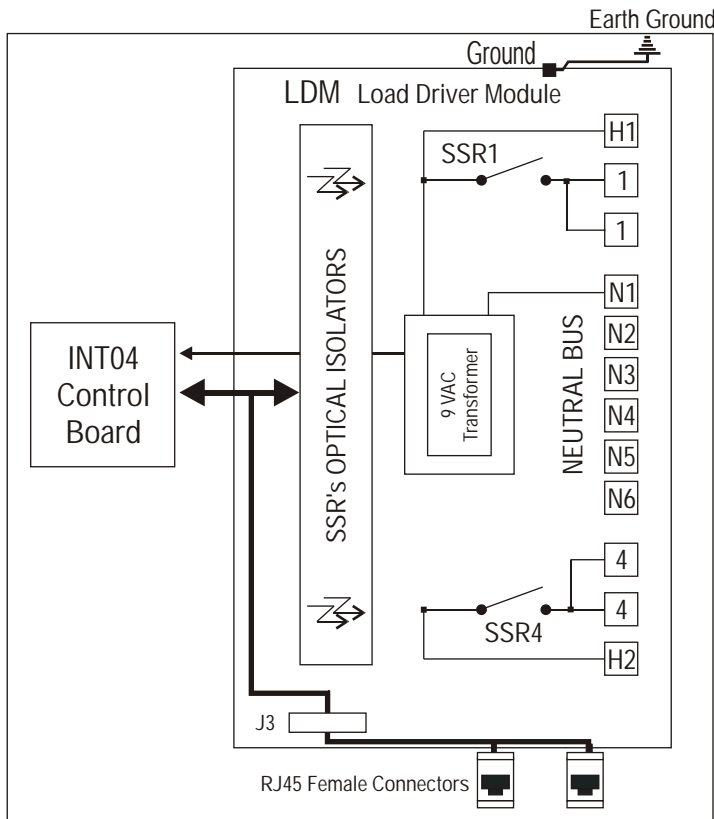 Earth Ground
Ground
LDM Load Driver Module
H1
SSR1
1
1
N1
N2
N3
N4
N5
N6
NEUTRAL BUS
SSR's OPTICAL ISOLATORS
9 VAC
Transformer
INT04
Control
Board
4
4
SSR4
H2
J3
RJ45 Female Connectors